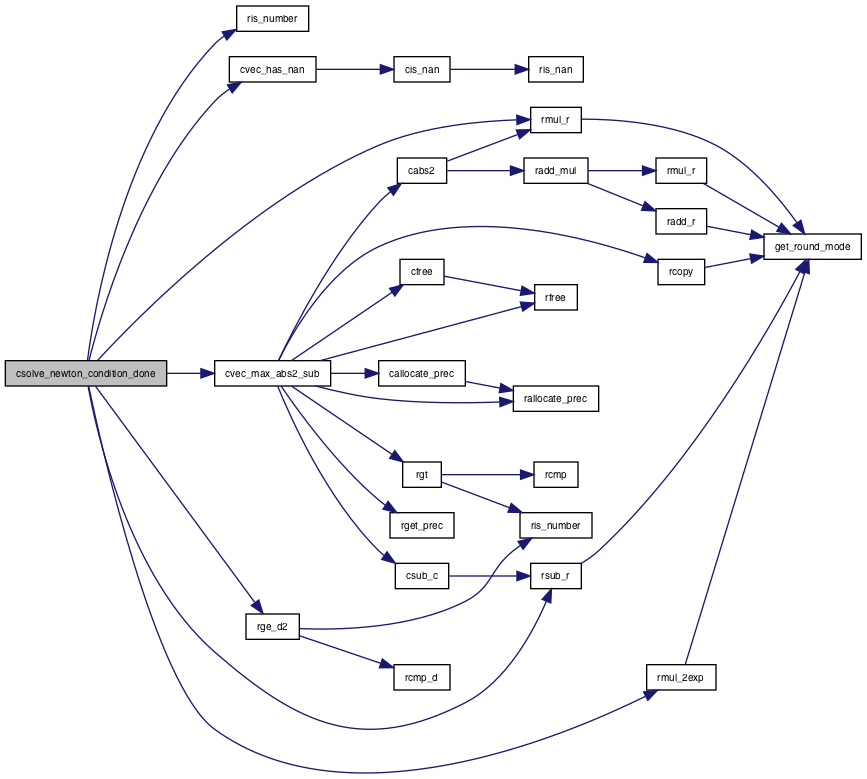 ris_number
cvec_has_nan
cis_nan
ris_nan
rmul_r
cabs2
radd_mul
rmul_r
radd_r
get_round_mode
cfree
rcopy
rfree
csolve_newton_condition_done
cvec_max_abs2_sub
callocate_prec
rallocate_prec
rgt
rcmp
rget_prec
ris_number
csub_c
rsub_r
rge_d2
rcmp_d
rmul_2exp